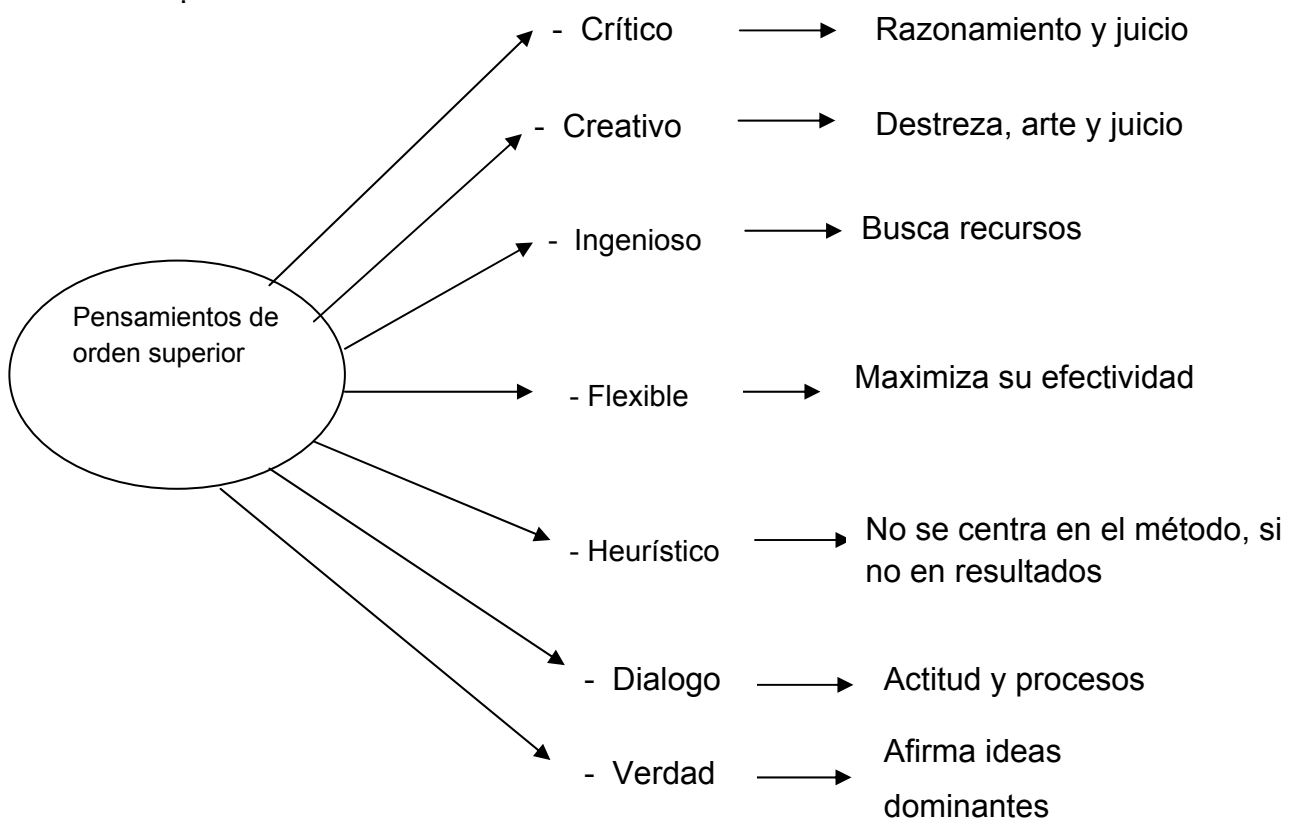 - Crítico Razonamiento y juicio
- Creativo Destreza, arte y juicio
- Ingenioso Busca recursos
Pensamientos de
orden superior
- Flexible Maximiza su efectividad
- Heurístico No se centra en el método, si
no en resultados
- Dialogo Actitud y procesos
- Verdad Afirma ideas
dominantes